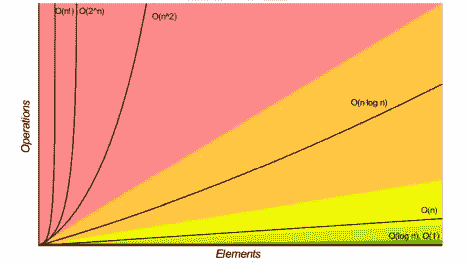 O(n!) O(2^n)
O(n^2)
O(n log n)
O(n)
O(log n), O(1)
Operations
Elements